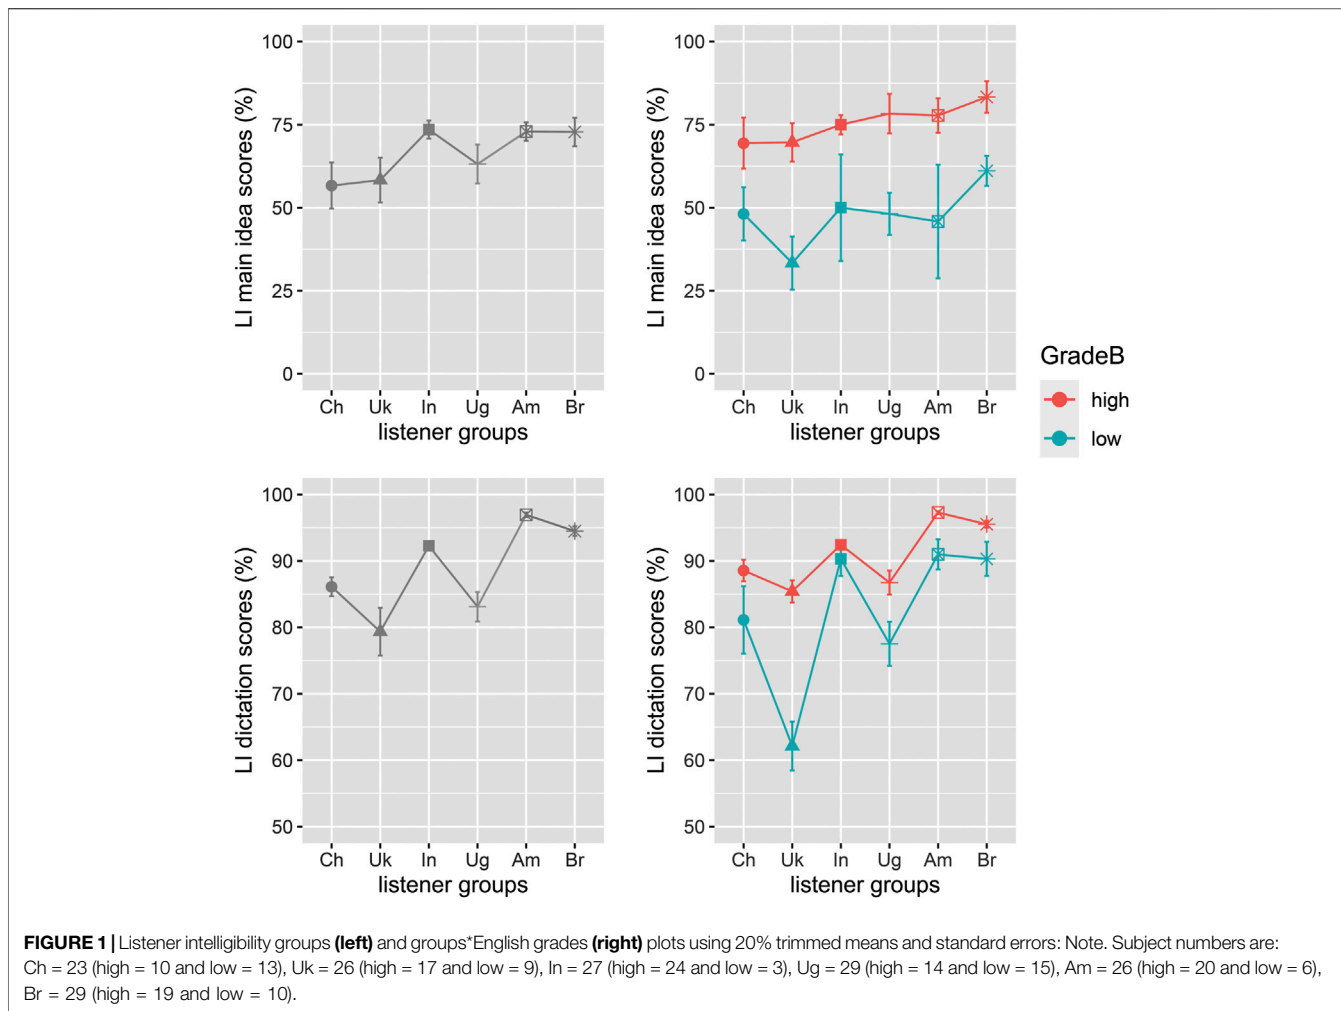 100
75
50
25
0
LI main idea scores (%)
Ch Uk In Ug Am Br
listener groups
100
75
50
25
0
LI main idea scores (%)
Ch Uk In Ug Am Br
listener groups
GradeB
high
low
100
90
80
70
60
50
LI dictation scores (%)
Ch Uk In Ug Am Br
listener groups
100
90
80
70
60
50
LI dictation scores (%)
Ch Uk In Ug Am Br
listener groups
FIGURE 1 | Listener intelligibility groups (left) and groups*English grades (right) plots using 20% trimmed means and standard errors: Note. Subject numbers are:
Ch = 23 (high = 10 and low = 13), Uk = 26 (high = 17 and low = 9), In = 27 (high = 24 and low = 3), Ug = 29 (high = 14 and low = 15), Am = 26 (high = 20 and low = 6),
Br = 29 (high = 19 and low = 10).